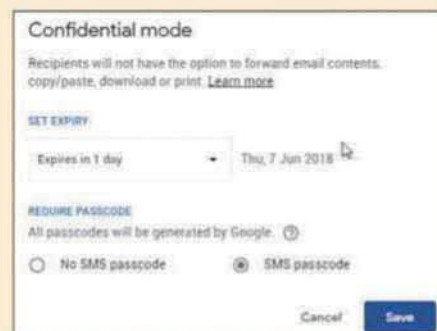 Confidential mode
Recipients will not have the option to forward email contents,
copy/paste, download or print. Learn more
SET EXPIRY
Expires in 1 day Thu, 7 Jun 2018
REQUIRE PASSCODE
All passcodes will be generated by Google.
No SMS passcode SMS passcode
Cancel Save